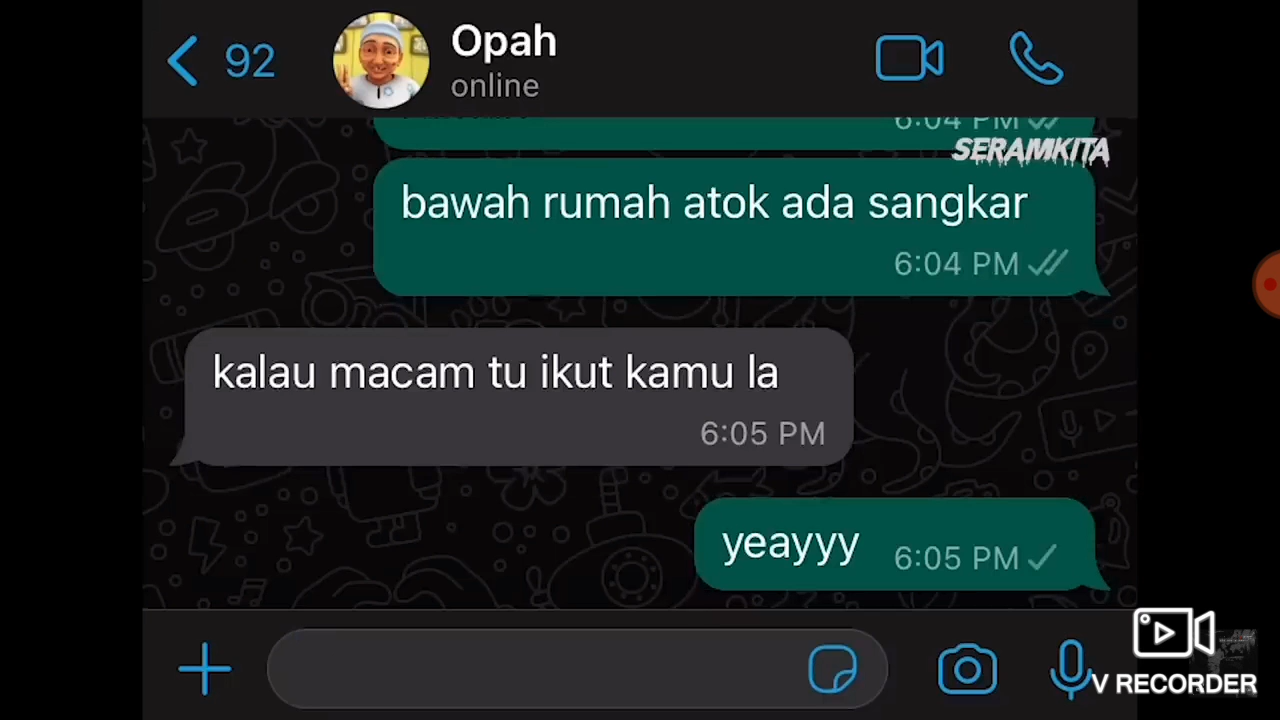 92
Opah
online
6:04 PM
SERAMKITA
bawah rumah atok ada sangkar
6:04 PM
kalau macam tu ikut kamu la
6:05 PM
yeayyy 6:05 PM
V RECORDER